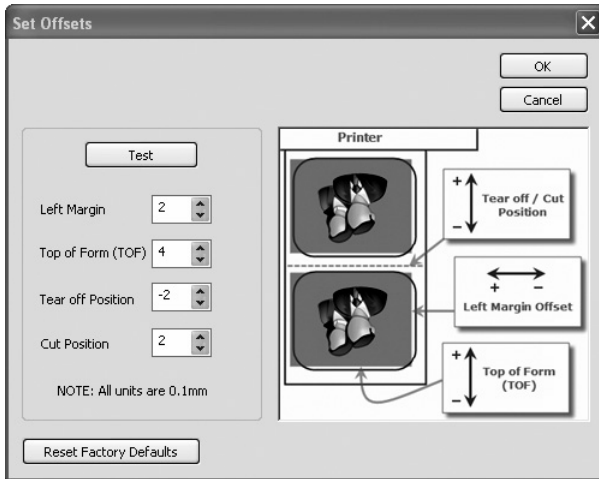 Set Offsets
OK
Cancel
Test
Left Margin 2
Top of Form (TOF) 4
Tear off Position -2
Cut Position 2
NOTE: All units are 0.1mm
Reset Factory Defaults
Printer
+
Tear off / Cut
Position
−
+ −
Left Margin Offset
+
Top of Form
(TOF)
−